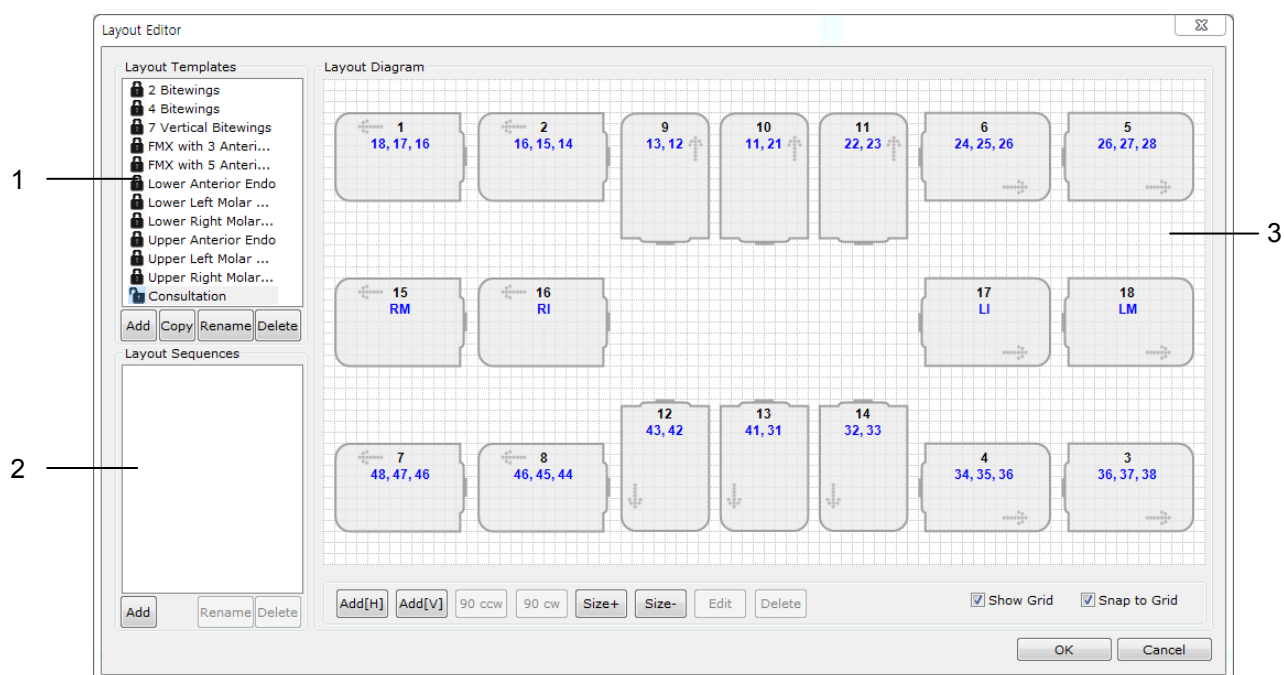 Layout Editor
Layout Templates
2 Bitewings
4 Bitewings
7 Vertical Bitewings
FMX with 3 Anteri...
FMX with 5 Anteri...
Lower Anterior Endo
Lower Left Molar ...
Lower Right Molar...
Upper Anterior Endo
Upper Left Molar ...
Upper Right Molar...
Consultation
Add Copy Rename Delete
1
Layout Sequences
2
Add Rename Delete
Layout Diagram
1 2 9 10 11 6 5
18, 17, 16 16, 15, 14 13, 12 11, 21 22, 23 24, 25, 26 26, 27, 28
3
15 16 17 18
RM RI LI LM
12 13 14
43, 42 41, 31 32, 33
7 8 4 3
48, 47, 46 46, 45, 44 34, 35, 36 36, 37, 38
Add[H] Add[V] 90 ccw 90 cw Size+ Size- Edit Delete Show Grid Snap to Grid
OK Cancel